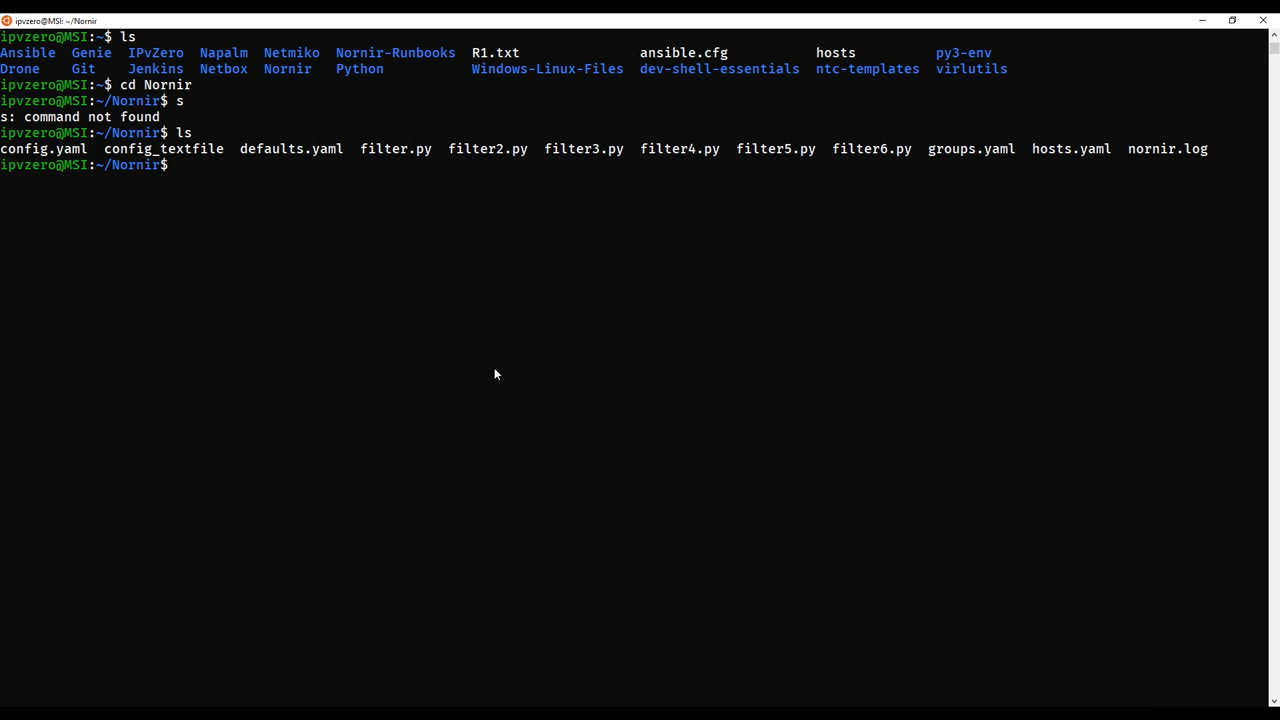 ipvzero@MSI: ~/Nornir
ipvzero@MSI:~$ ls
Ansible  Genie  IPvZero  Napalm  Netmiko  Nornir-Runbooks  R1.txt               ansible.cfg           hosts          py3-env
Drone    Git    Jenkins  Netbox  Nornir   Python           Windows-Linux-Files  dev-shell-essentials  ntc-templates  virlutils
ipvzero@MSI:~$ cd Nornir
ipvzero@MSI:~/Nornir$ s
s: command not found
ipvzero@MSI:~/Nornir$ ls
config.yaml  config_textfile  defaults.yaml  filter.py  filter2.py  filter3.py  filter4.py  filter5.py  filter6.py  groups.yaml  hosts.yaml  nornir.log
ipvzero@MSI:~/Nornir$